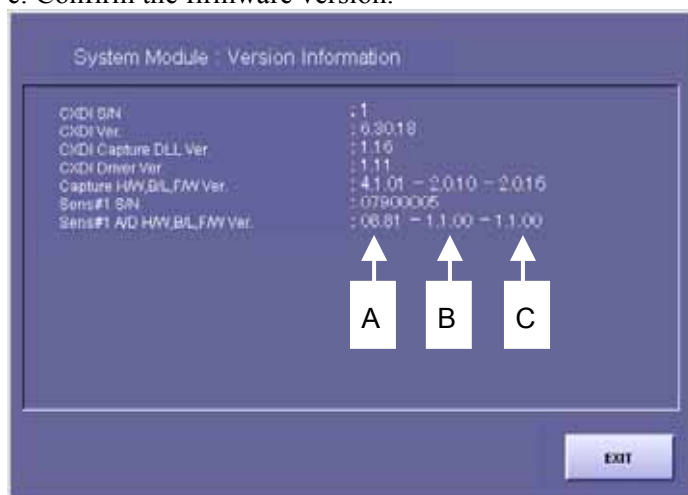 c. Confirm the firmware version.
System Module : Version Information
CXDI S/N : 1
CXDI Ver. : 6.30.18
CXDI Capture DLL Ver : 1.16
CXDI Driver Ver : 1.11
Capture H/W,B/L,F/W Ver. : 4.1.01 - 2.0.10 - 2.0.16
Sens#1 S/N : 07900005
Sens#1 A/D H/W,B/L,F/W Ver. : 08.81 - 1.1.00 - 1.1.00
A B C
EXIT